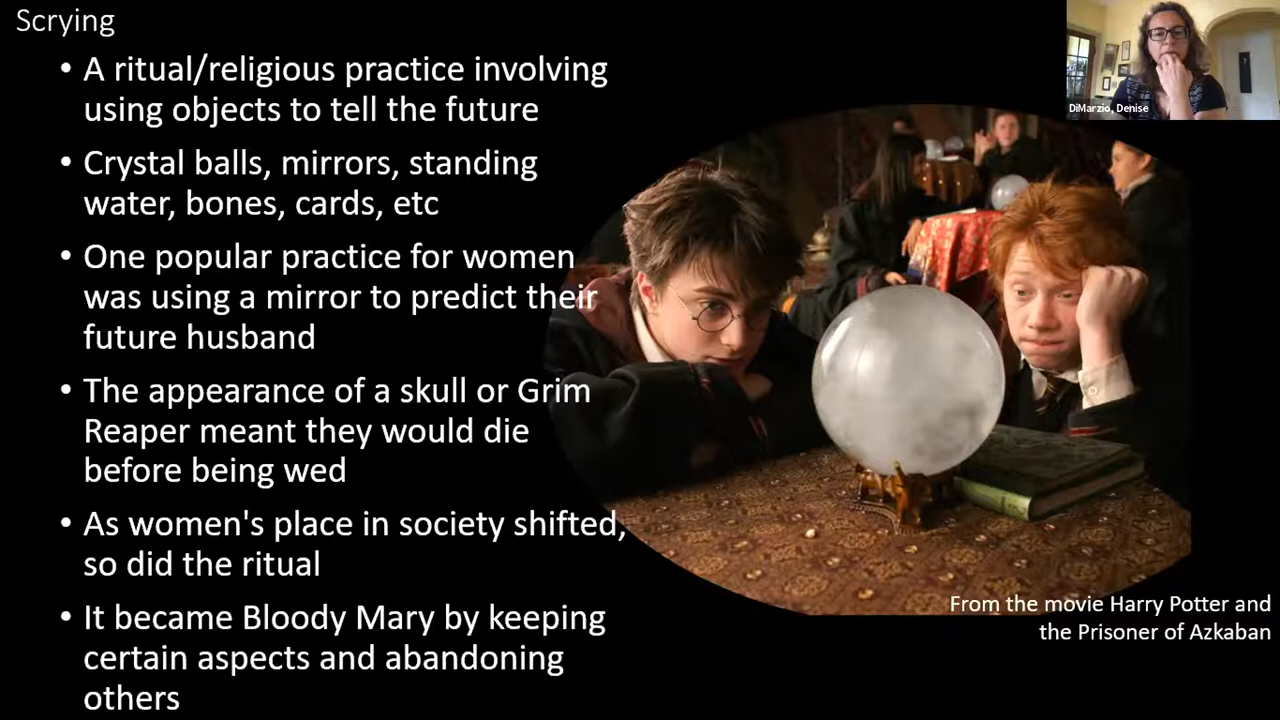 Scrying
• A ritual/religious practice involving
using objects to tell the future
• Crystal balls, mirrors, standing
water, bones, cards, etc
• One popular practice for women
was using a mirror to predict their
future husband
• The appearance of a skull or Grim
Reaper meant they would die
before being wed
• As women's place in society shifted,
so did the ritual
• It became Bloody Mary by keeping
certain aspects and abandoning
others
From the movie Harry Potter and
the Prisoner of Azkaban
DiMarzio, Denise